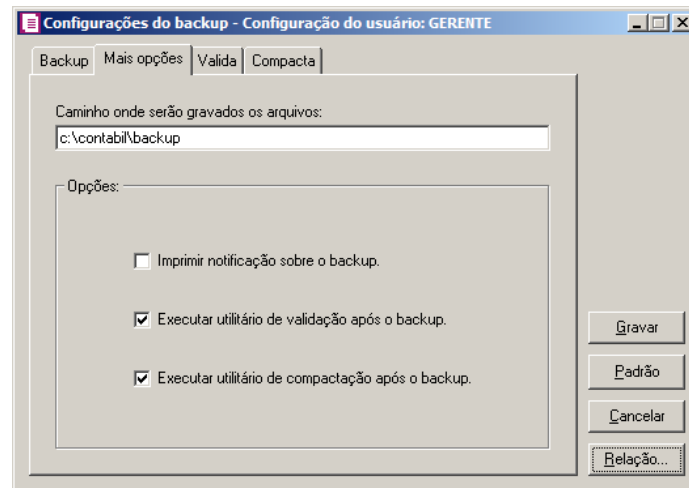 Configurações do backup - Configuração do usuário: GERENTE
Backup Mais opções Valida Compacta
Caminho onde serão gravados os arquivos:
c:\contabil\backup
Opções:
Imprimir notificação sobre o backup.
Executar utilitário de validação após o backup.
Executar utilitário de compactação após o backup.
Gravar
Padrão
Cancelar
Relação...